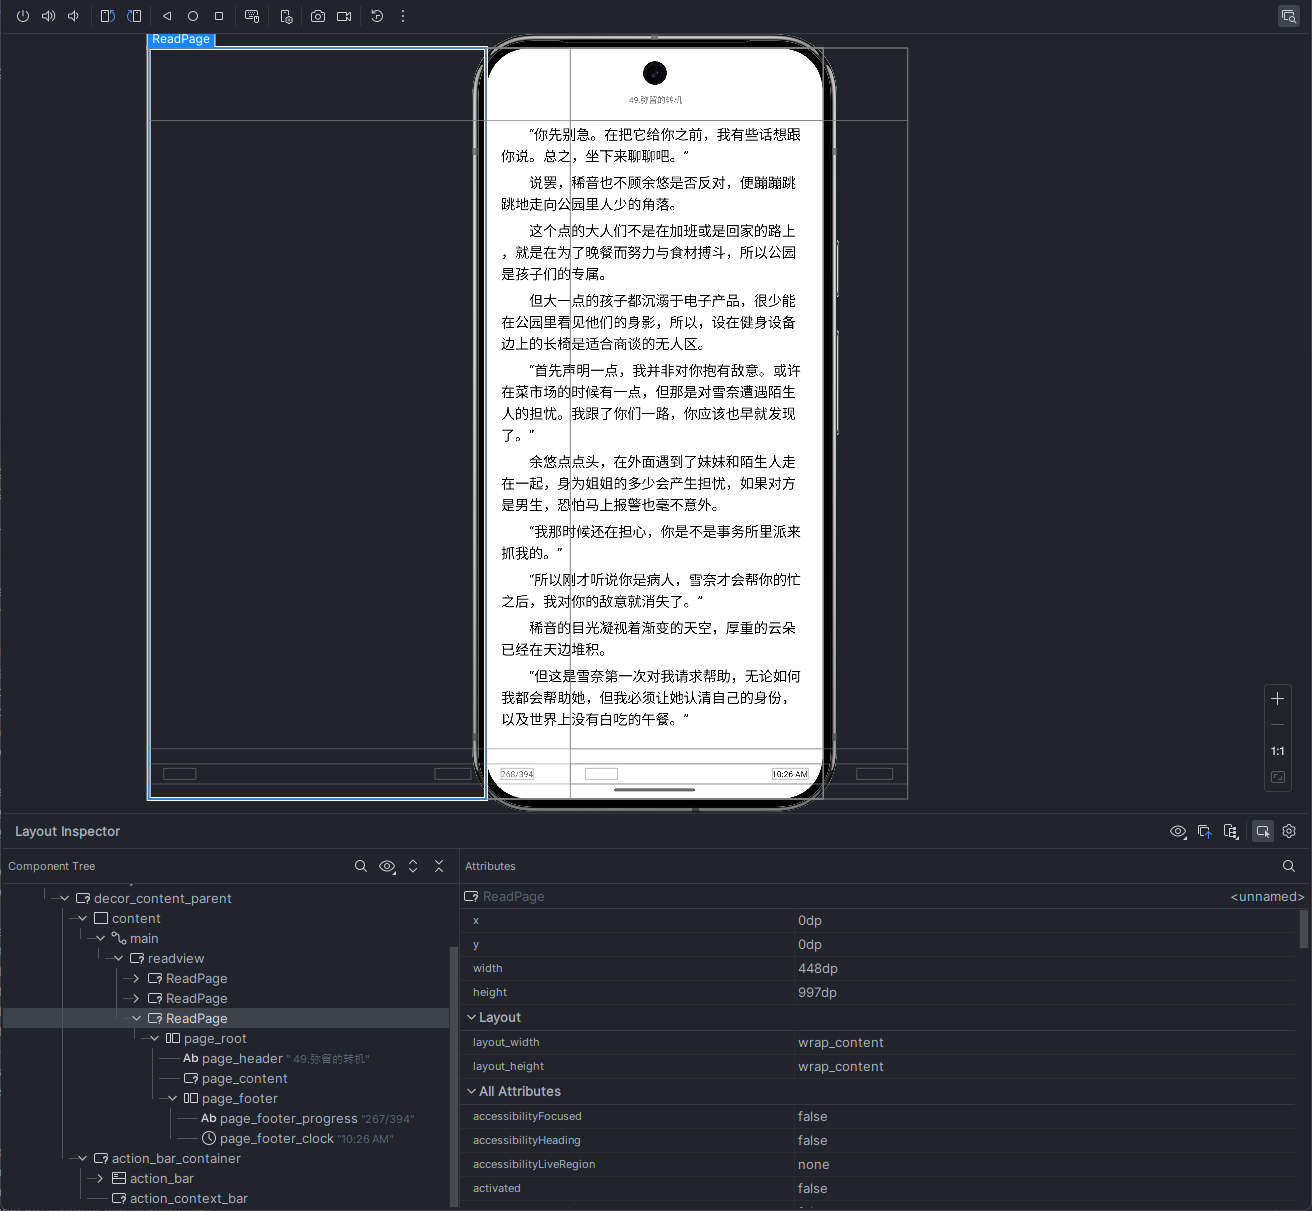 ReadPage
49.弥留的转机
“你先别急。在把它给你之前，我有些话想跟
你说。总之，坐下来聊聊吧。”
说罢，稀音也不顾余悠是否反对，便蹦蹦跳
跳地走向公园里人少的角落。
这个点的大人们不是在加班或是回家的路上
，就是在为了晚餐而努力与食材搏斗，所以公园
是孩子们的专属。
但大一点的孩子都沉溺于电子产品，很少能
在公园里看见他们的身影，所以，设在健身设备
边上的长椅是适合商谈的无人区。
“首先声明一点，我并非对你抱有敌意。或许
在菜市场的时候有一点，但那是对雪奈遭遇陌生
人的担忧。我跟了你们一路，你应该也早就发现
了。”
余悠点点头，在外面遇到了妹妹和陌生人走
在一起，身为姐姐的多少会产生担忧，如果对方
是男生，恐怕马上报警也毫不意外。
“我那时候还在担心，你是不是事务所里派来
抓我的。”
“所以刚才听说你是病人，雪奈才会帮你的忙
之后，我对你的敌意就消失了。”
稀音的目光凝视着渐变的天空，厚重的云朵
已经在天边堆积。
“但这是雪奈第一次对我请求帮助，无论如何
我都会帮助她，但我必须让她认清自己的身份，
以及世界上没有白吃的午餐。”
268/394
10:26 AM
1:1
Layout Inspector
Component Tree
decor_content_parent
content
main
readview
ReadPage
ReadPage
ReadPage
page_root
Ab page_header " 49.弥留的转机"
page_content
page_footer
Ab page_footer_progress "267/394"
page_footer_clock "10:26 AM"
action_bar_container
action_bar
action_context_bar
Attributes
ReadPage <unnamed>
x 0dp
y 0dp
width 448dp
height 997dp
Layout
layout_width wrap_content
layout_height wrap_content
All Attributes
accessibilityFocused false
accessibilityHeading false
accessibilityLiveRegion none
activated false